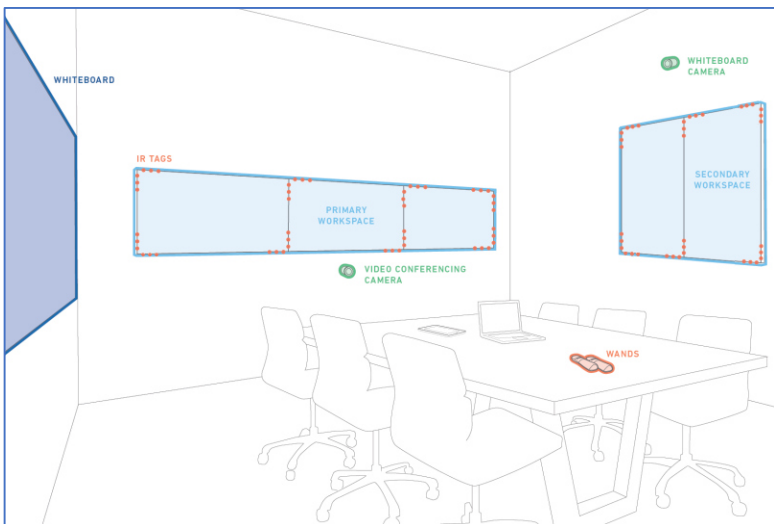 WHITEBOARD
WHITEBOARD
CAMERA
IR TAGS
SECONDARY
WORKSPACE
PRIMARY
WORKSPACE
VIDEO CONFERENCING
CAMERA
WANDS